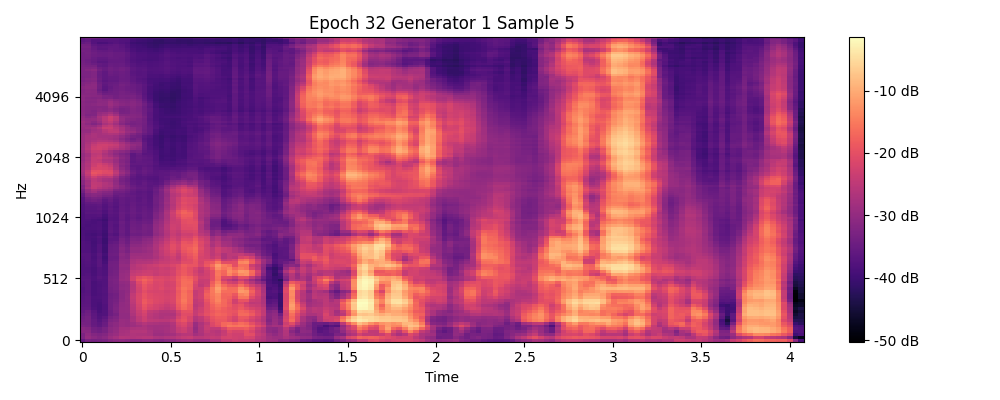 Epoch 32 Generator 1 Sample 5
Hz
4096
2048
1024
512
0
0 0.5 1 1.5 2 2.5 3 3.5 4
Time
-10 dB
-20 dB
-30 dB
-40 dB
-50 dB